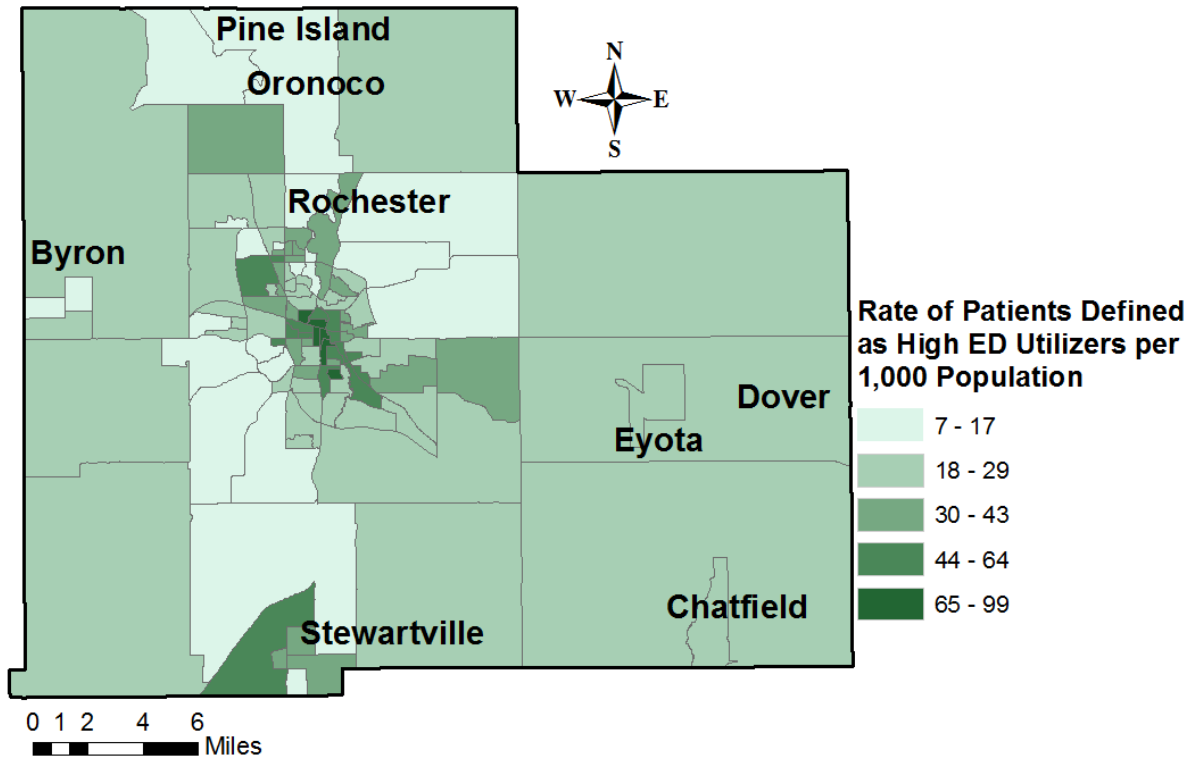 Pine Island
Oronoco
N
W E
S
Rochester
Byron
Rate of Patients Defined
as High ED Utilizers per
1,000 Population
Dover
7 - 17
Eyota
18 - 29
30 - 43
44 - 64
Chatfield
65 - 99
Stewartville
0 1 2 4 6
Miles